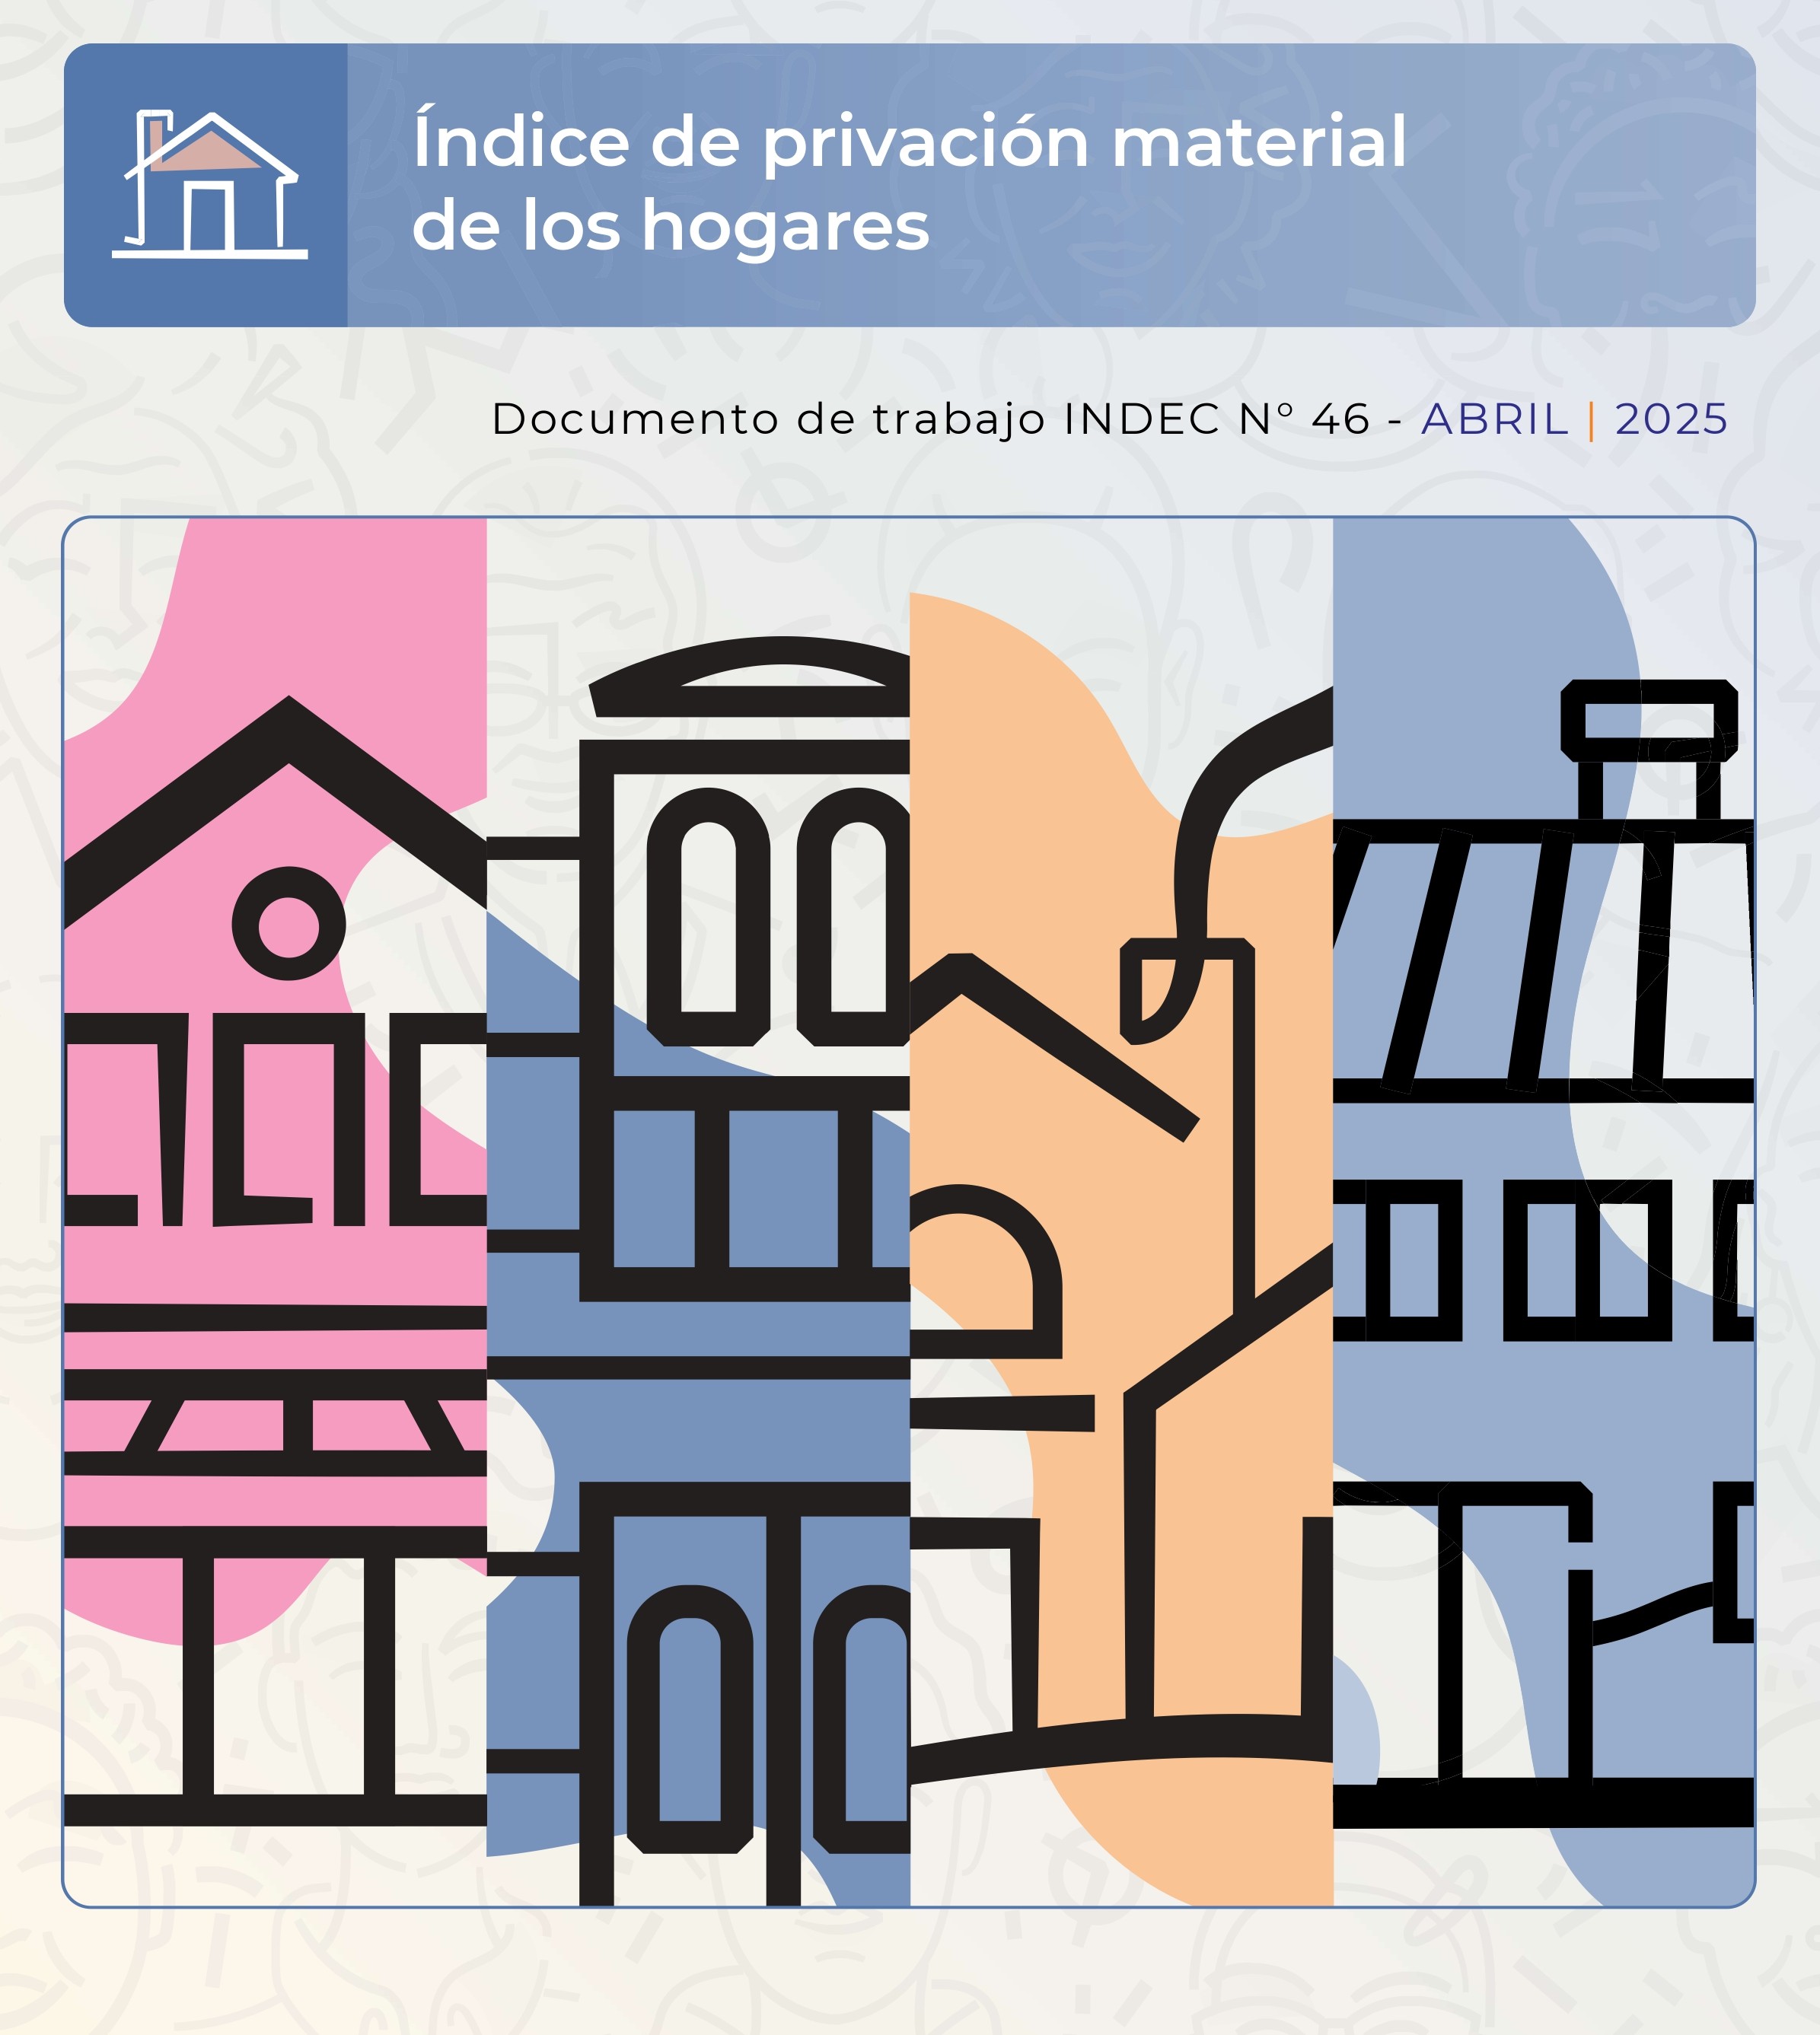 Índice de privación material
de los hogares
Documento de trabajo INDEC N° 46 - ABRIL | 2025